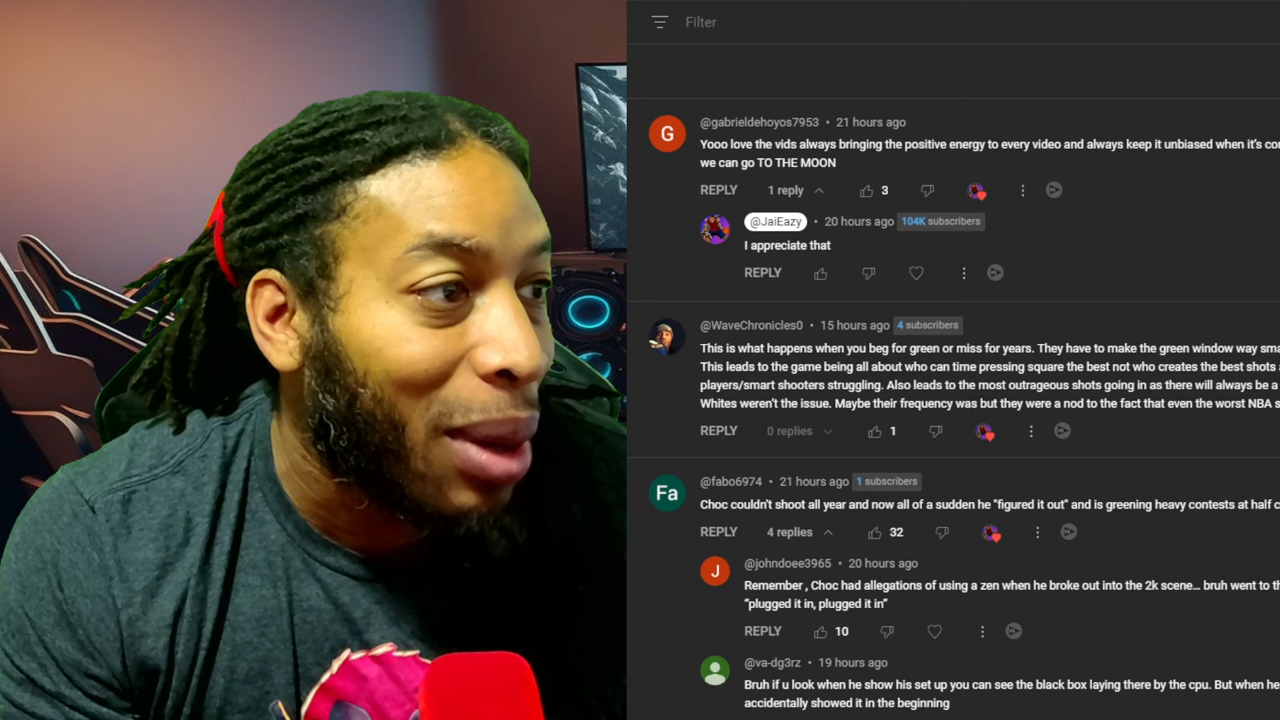 Filter
@gabrieldehoyos7953 • 21 hours ago
Yooo love the vids always bringing the positive energy to every video and always keep it unbiased when it's
we can go TO THE MOON
REPLY 1 reply 3
@JaiEazy • 20 hours ago 104K subscribers
I appreciate that
REPLY
@WaveChronicles0 • 15 hours ago 4 subscribers
This is what happens when you beg for green or miss for years. They have to make the green window way
This leads to the game being all about who can time pressing square the best not who creates the best shots
players/smart shooters struggling. Also leads to the most outrageous shots going in as there will always be a
Whites weren't the issue. Maybe their frequency was but they were a nod to the fact that even the worst NBA
REPLY 0 replies 1
Fa
@fabo6974 • 21 hours ago 1 subscribers
Choc couldn't shoot all year and now all of a sudden he "figured it out" and is greening heavy contests at half
REPLY 4 replies 32
J
@johndoee3965 • 20 hours ago
Remember , Choc had allegations of using a zen when he broke out into the 2k scene... bruh went to
"plugged it in, plugged it in"
REPLY 10
@va-dg3rz • 19 hours ago
Bruh if u look when he show his set up you can see the black box laying there by the cpu. But when he
accidentally showed it in the beginning
G